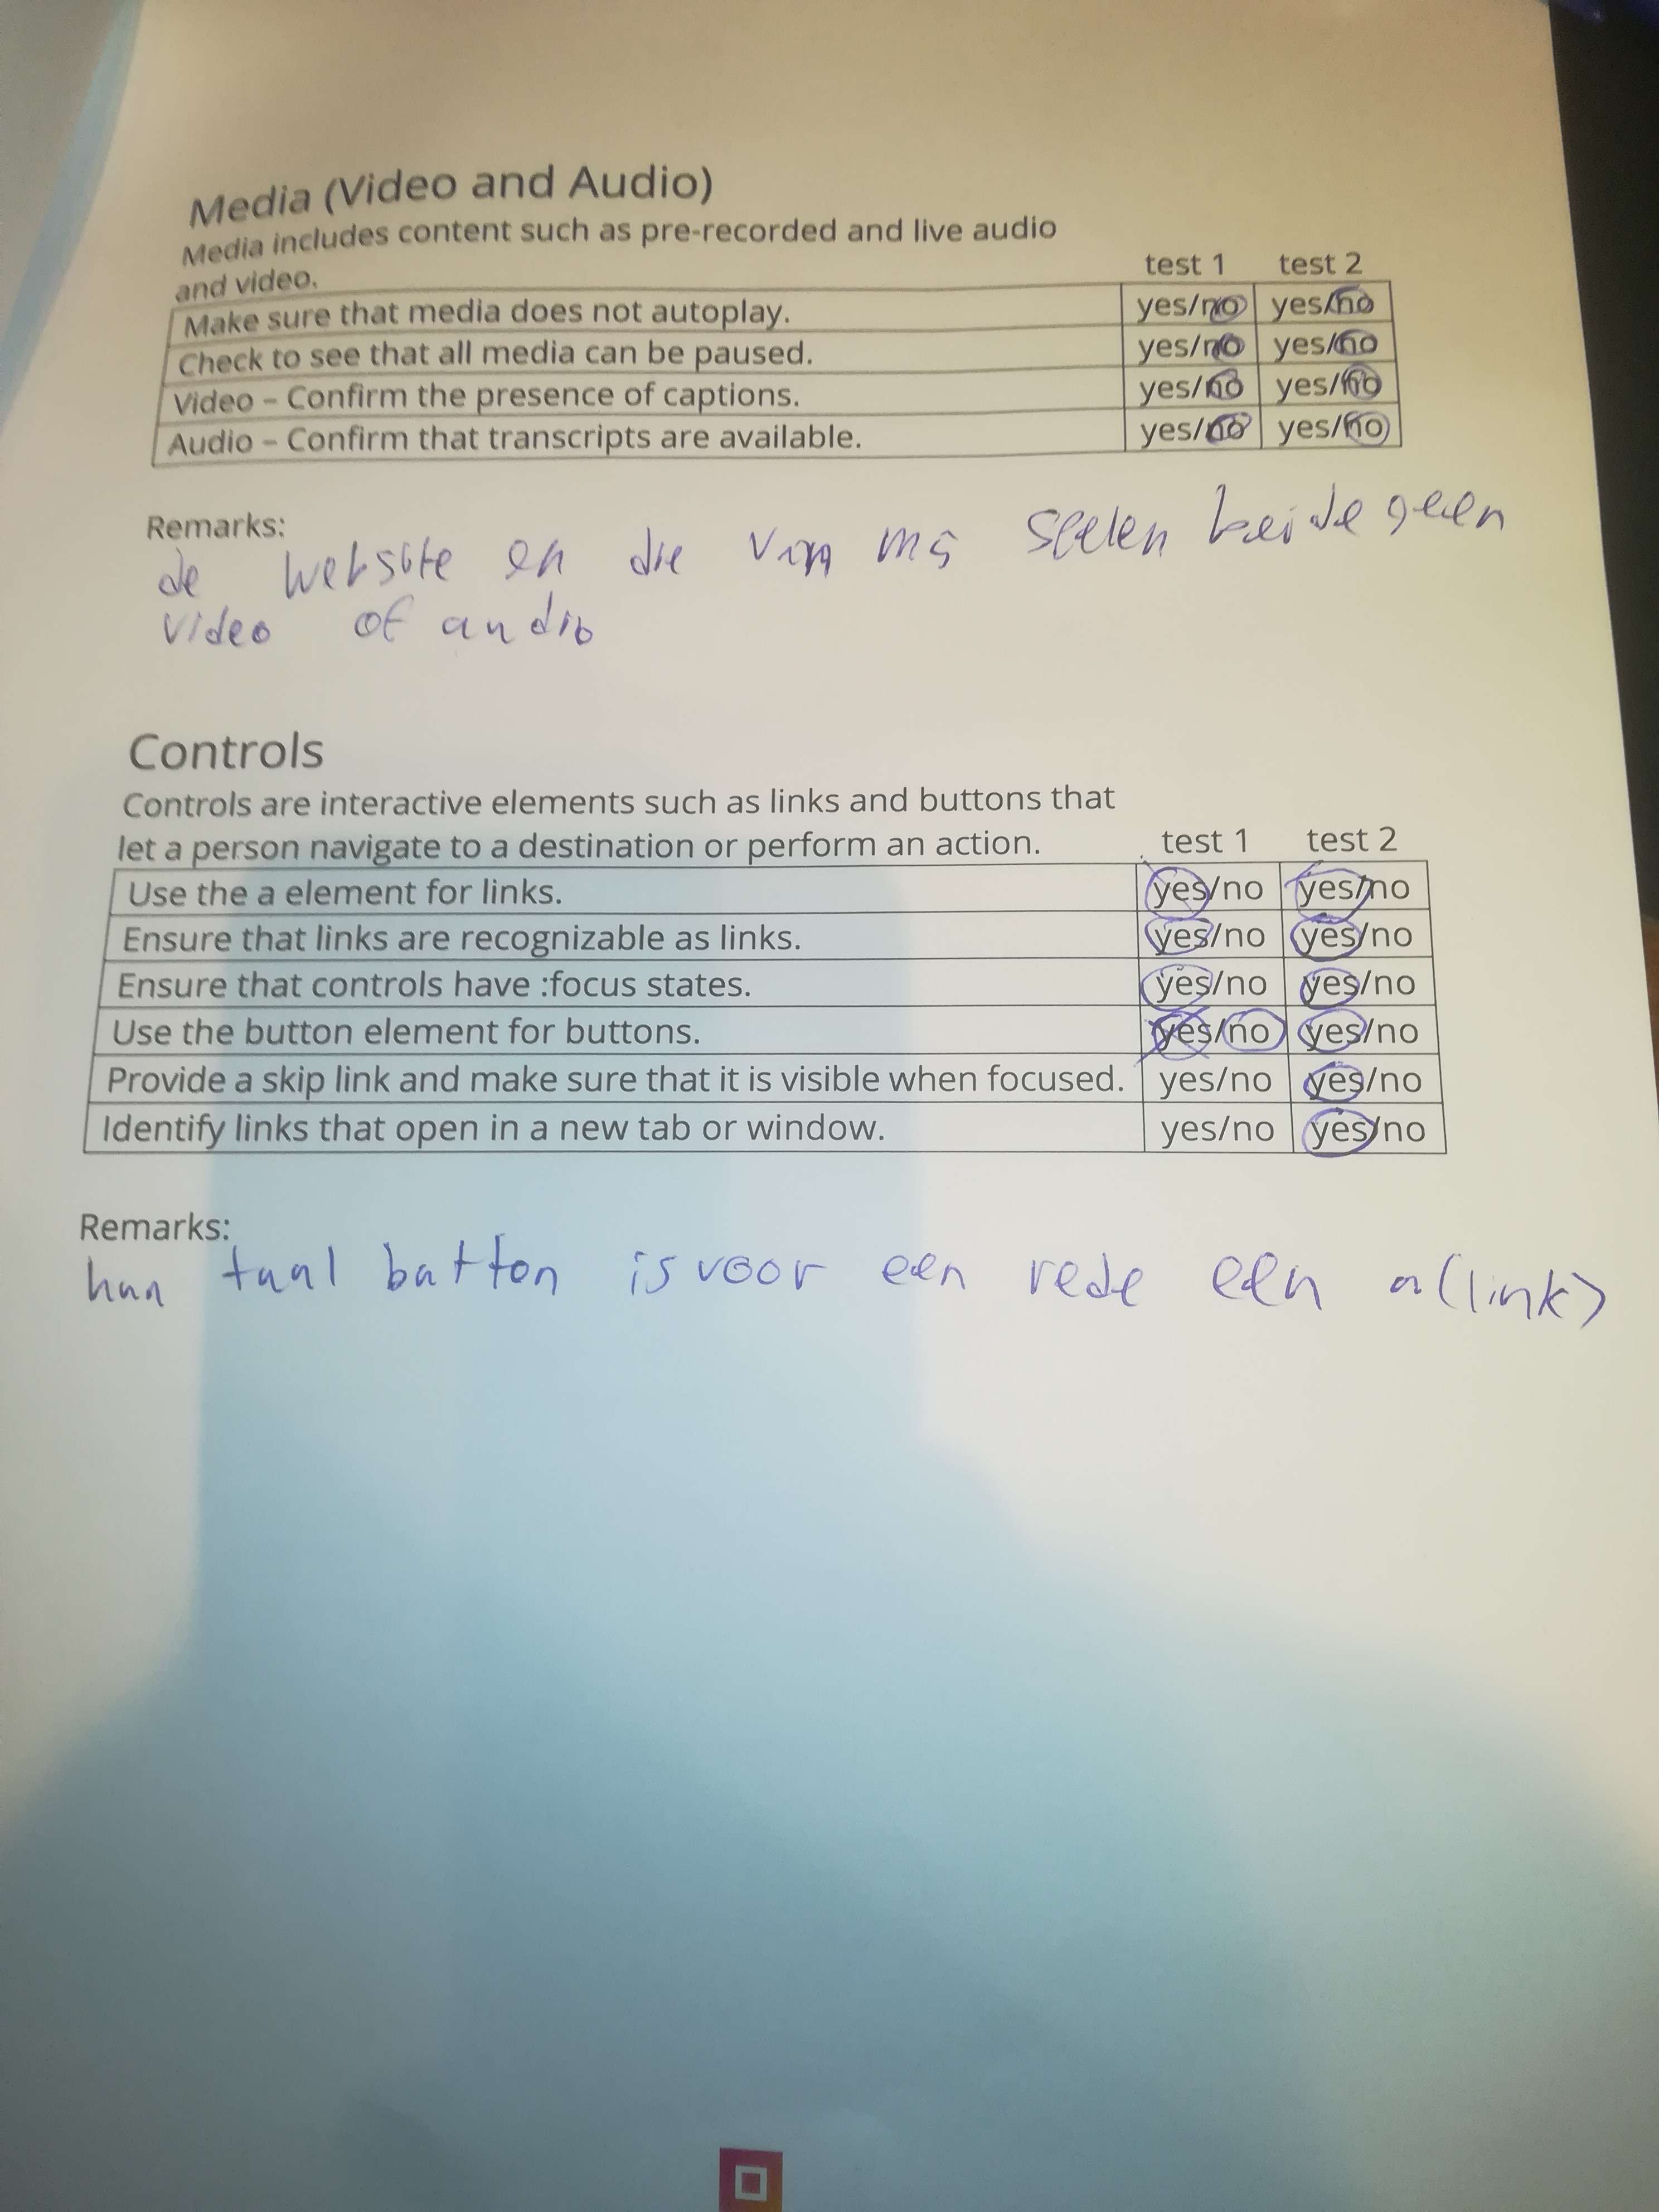 Media (Video and Audio)
Media includes content such as pre-recorded and live audio
and video.
test 1 test 2
Make sure that media does not autoplay. yes/no yes/no
Check to see that all media can be paused. yes/no yes/no
Video – Confirm the presence of captions. yes/no yes/no
Audio – Confirm that transcripts are available. yes/no yes/no
Remarks:
de website en die van ms beide geen
video of audio
Controls
Controls are interactive elements such as links and buttons that
let a person navigate to a destination or perform an action. test 1 test 2
Use the a element for links. yes/no yes/no
Ensure that links are recognizable as links. yes/no yes/no
Ensure that controls have :focus states. yes/no yes/no
Use the button element for buttons. yes/no yes/no
Provide a skip link and make sure that it is visible when focused. yes/no yes/no
Identify links that open in a new tab or window. yes/no yes/no
Remarks:
hun taal button is voor een rede een a(link)